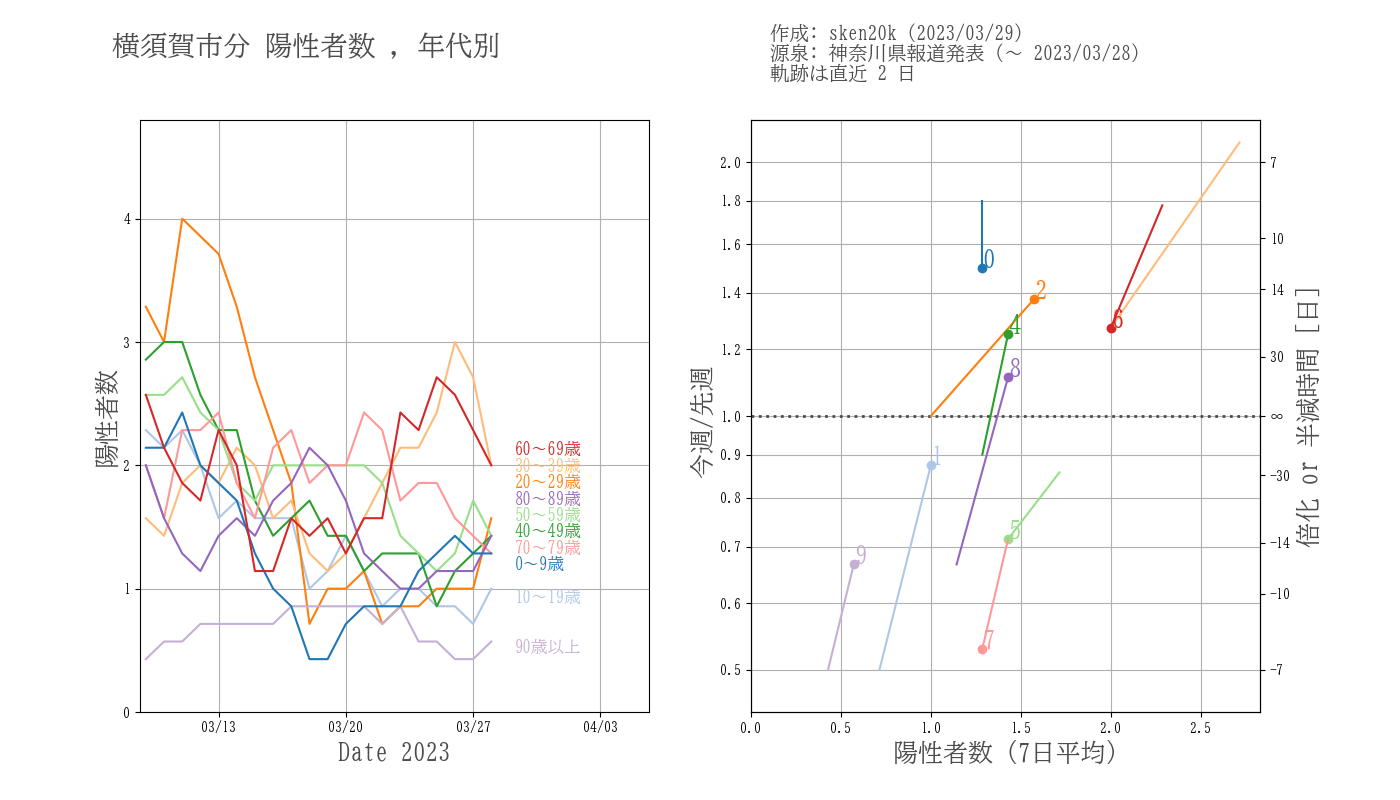 横須賀市分 陽性者数 , 年代別
作成: sken20k (2023/03/29)
源泉: 神奈川県報道発表 (～ 2023/03/28)
軌跡は直近 2 日
陽性者数
4
3
2
1
0
03/13
03/20
03/27
04/03
Date 2023
60～69歳
30～39歳
20～29歳
80～89歳
50～59歳
40～49歳
70～79歳
0～9歳
10～19歳
90歳以上
今週/先週
2.0
1.8
1.6
1.4
1.2
1.0
0.9
0.8
0.7
0.6
0.5
0.0
0.5
1.0
1.5
2.0
2.5
陽性者数 (7日平均)
0
2
4
6
8
1
5
9
7
7
10
14
30
∞
−30
−14
−10
−7
倍化 or 半減時間 [日]